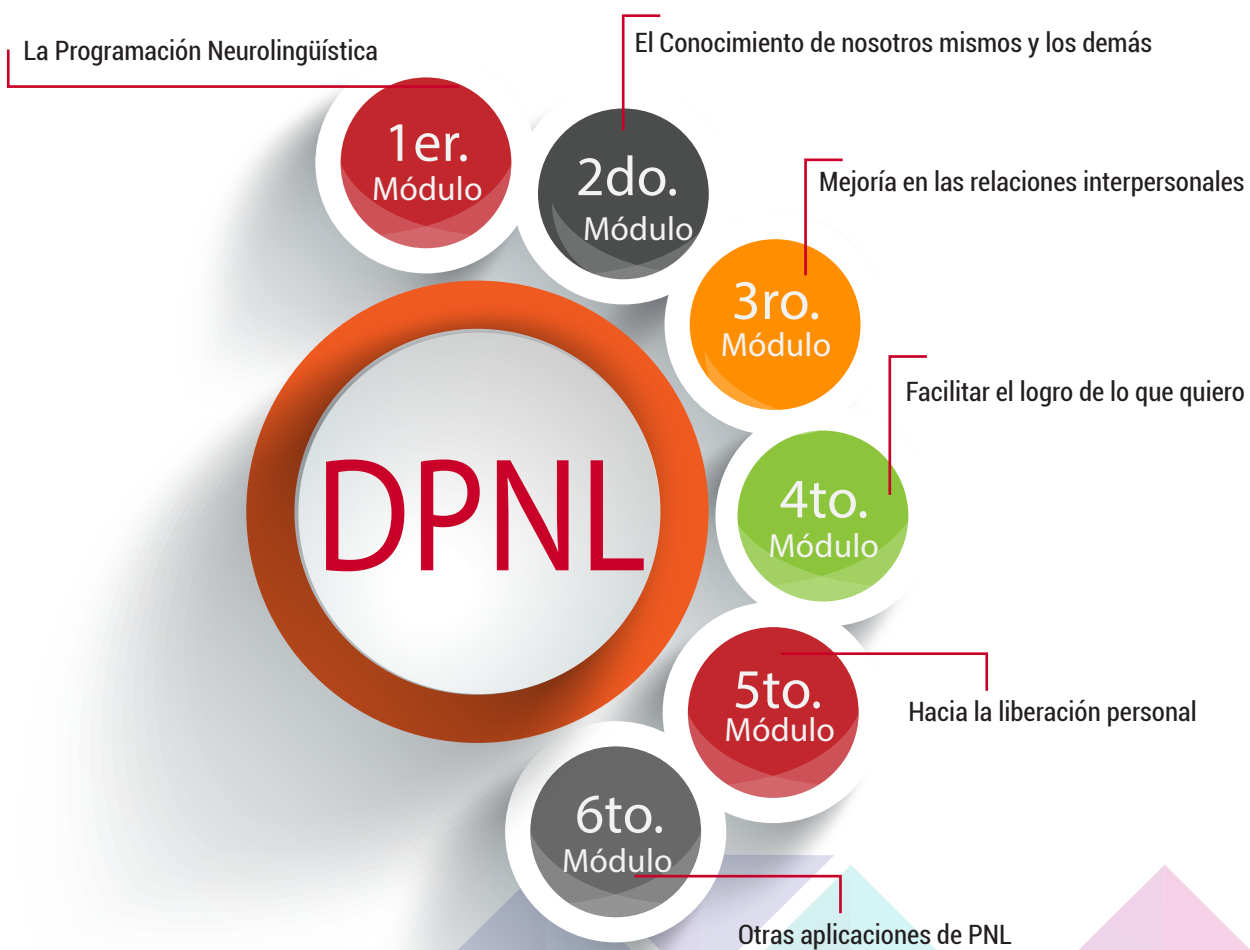 La Programación Neurolingüística
1er.
Módulo
El Conocimiento de nosotros mismos y los demás
2do.
Módulo
Mejoría en las relaciones interpersonales
3ro.
Módulo
Facilitar el logro de lo que quiero
4to.
Módulo
DPNL
Hacia la liberación personal
5to.
Módulo
6to.
Módulo
Otras aplicaciones de PNL